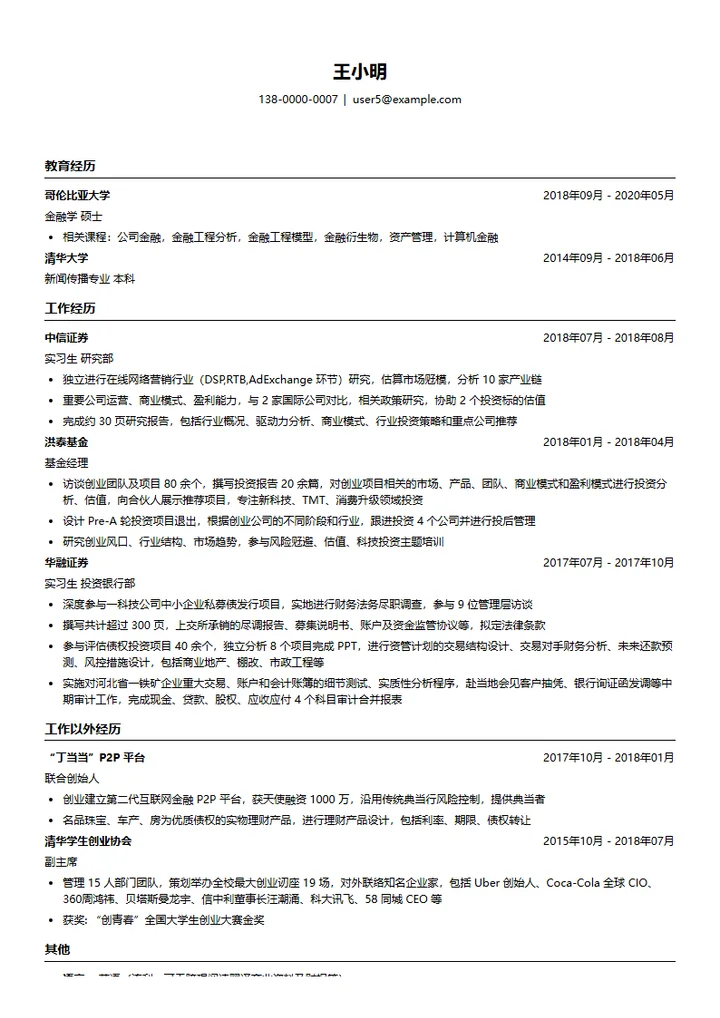 王小明
138-0000-0007 | user5@example.com
教育经历
哥伦比亚大学 2018年09月 - 2020年05月
金融学 硕士
• 相关课程：公司金融，金融工程分析，金融工程模型，金融衍生物，资产管理，计算机金融
清华大学 2014年09月 - 2018年06月
新闻传播专业 本科
工作经历
中信证券 2018年07月 - 2018年08月
实习生 研究部
• 独立进行在线网络营销行业（DSP,RTB,AdExchange 环节）研究，估算市场规模，分析 10 家产业链
• 重要公司运营、商业模式、盈利能力，与 2 家国际公司对比，相关政策研究，协助 2 个投资标的估值
• 完成约 30 页研究报告，包括行业概况、驱动力分析、商业模式、行业投资策略和重点公司推荐
洪泰基金 2018年01月 - 2018年04月
基金经理
• 访谈创业团队及项目 80 余个，撰写投资报告 20 余篇，对创业项目相关的市场、产品、团队、商业模式和盈利模式进行投资分
析、估值，向合伙人展示推荐项目，专注新科技、TMT、消费升级领域投资
• 设计 Pre-A 轮投资项目退出，根据创业公司的不同阶段和行业，跟进投资 4 个公司并进行投后管理
• 研究创业风口、行业结构、市场趋势，参与风险规避、估值、科技投资主题培训
华融证券 2017年07月 - 2017年10月
实习生 投资银行部
• 深度参与一科技公司中小企业私募债发行项目，实地进行财务法务尽职调查，参与 9 位管理层访谈
• 撰写共计超过 300 页，上交所承销的尽调报告、募集说明书、账户及资金监管协议等，拟定法律条款
• 参与评估债权投资项目 40 余个，独立分析 8 个项目完成 PPT，进行资管计划的交易结构设计、交易对手财务分析、未来还款预
测、风控措施设计，包括商业地产、棚改、市政工程等
• 实施对河北省一铁矿企业重大交易、账户和会计账簿的细节测试、实质性分析程序，赴当地会见客户抽凭、银行询证函发调等中
期审计工作，完成现金、贷款、股权、应收应付 4 个科目审计合并报表
工作以外经历
“丁当当”P2P 平台 2017年10月 - 2018年01月
联合创始人
• 创业建立第二代互联网金融 P2P 平台，获天使融资 1000 万，沿用传统典当行风险控制，提供典当者
• 名品珠宝、车产、房为优质债权的实物理财产品，进行理财产品设计，包括利率、期限、债权转让
清华学生创业协会 2015年10月 - 2018年07月
副主席
• 管理 15 人部门团队，策划举办全校最大创业讲座 19 场，对外联络知名企业家，包括 Uber 创始人、Coca-Cola 全球 CIO、
360周鸿祎、贝塔斯曼龙宇、信中利董事长汪潮涌、科大讯飞、58 同城 CEO 等
• 获奖：“创青春”全国大学生创业大赛金奖
其他